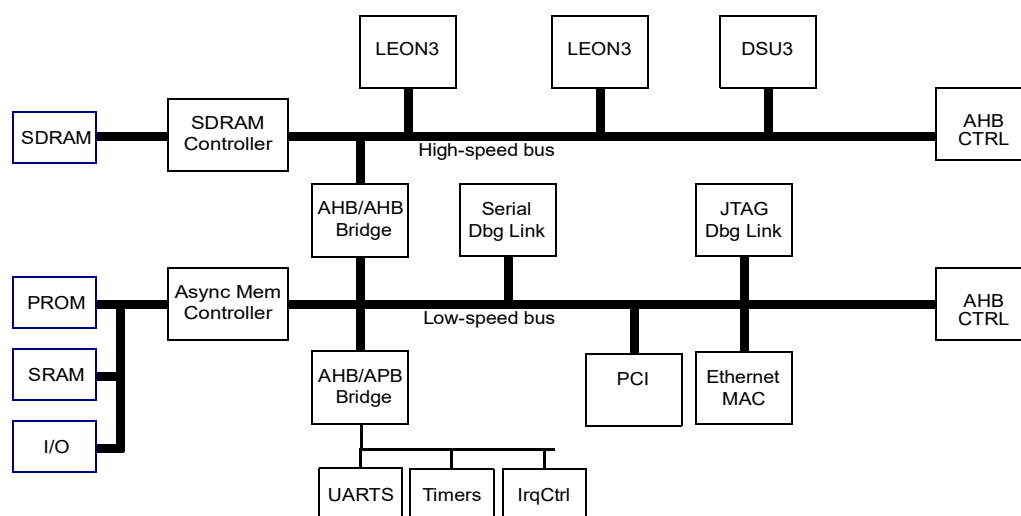 LEON3
LEON3
DSU3
SDRAM
SDRAM
Controller
AHB
CTRL
High-speed bus
AHB/AHB
Bridge
Serial
Dbg Link
JTAG
Dbg Link
PROM
Async Mem
Controller
AHB
CTRL
Low-speed bus
SRAM
AHB/APB
Bridge
PCI
Ethernet
MAC
I/O
UARTS
Timers
IrqCtrl